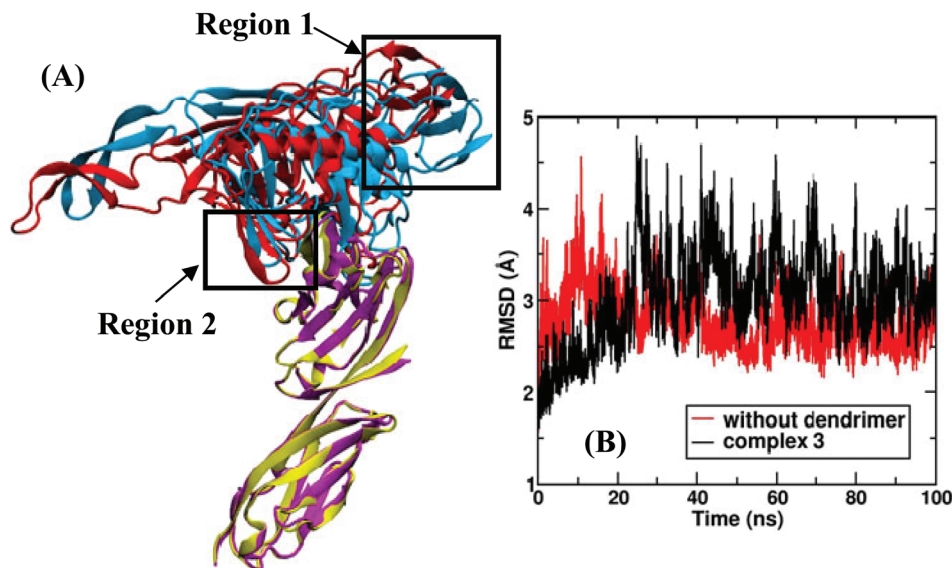 Region 1
(A)
Region 2
5
4
3
2
1
RMSD (Å)
without dendrimer
complex 3
(B)
0 20 40 60 80 100
Time (ns)